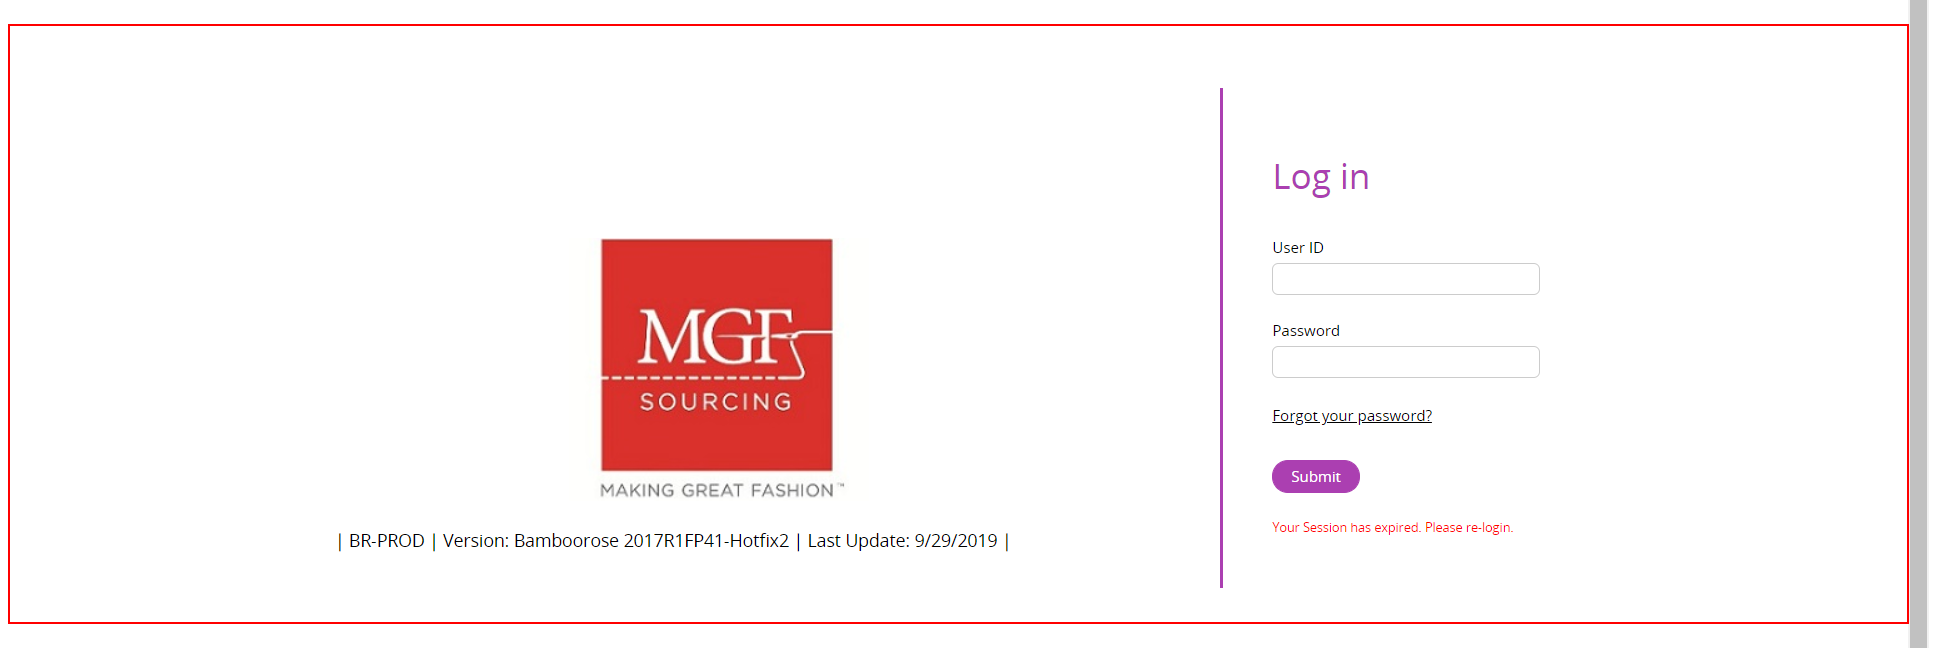 MGF
SOURCING
MAKING GREAT FASHION™
| BR-PROD | Version: Bamboorose 2017R1FP41-Hotfix2 | Last Update: 9/29/2019 |
Log in
User ID
Password
Forgot your password?
Submit
Your Session has expired. Please re-login.